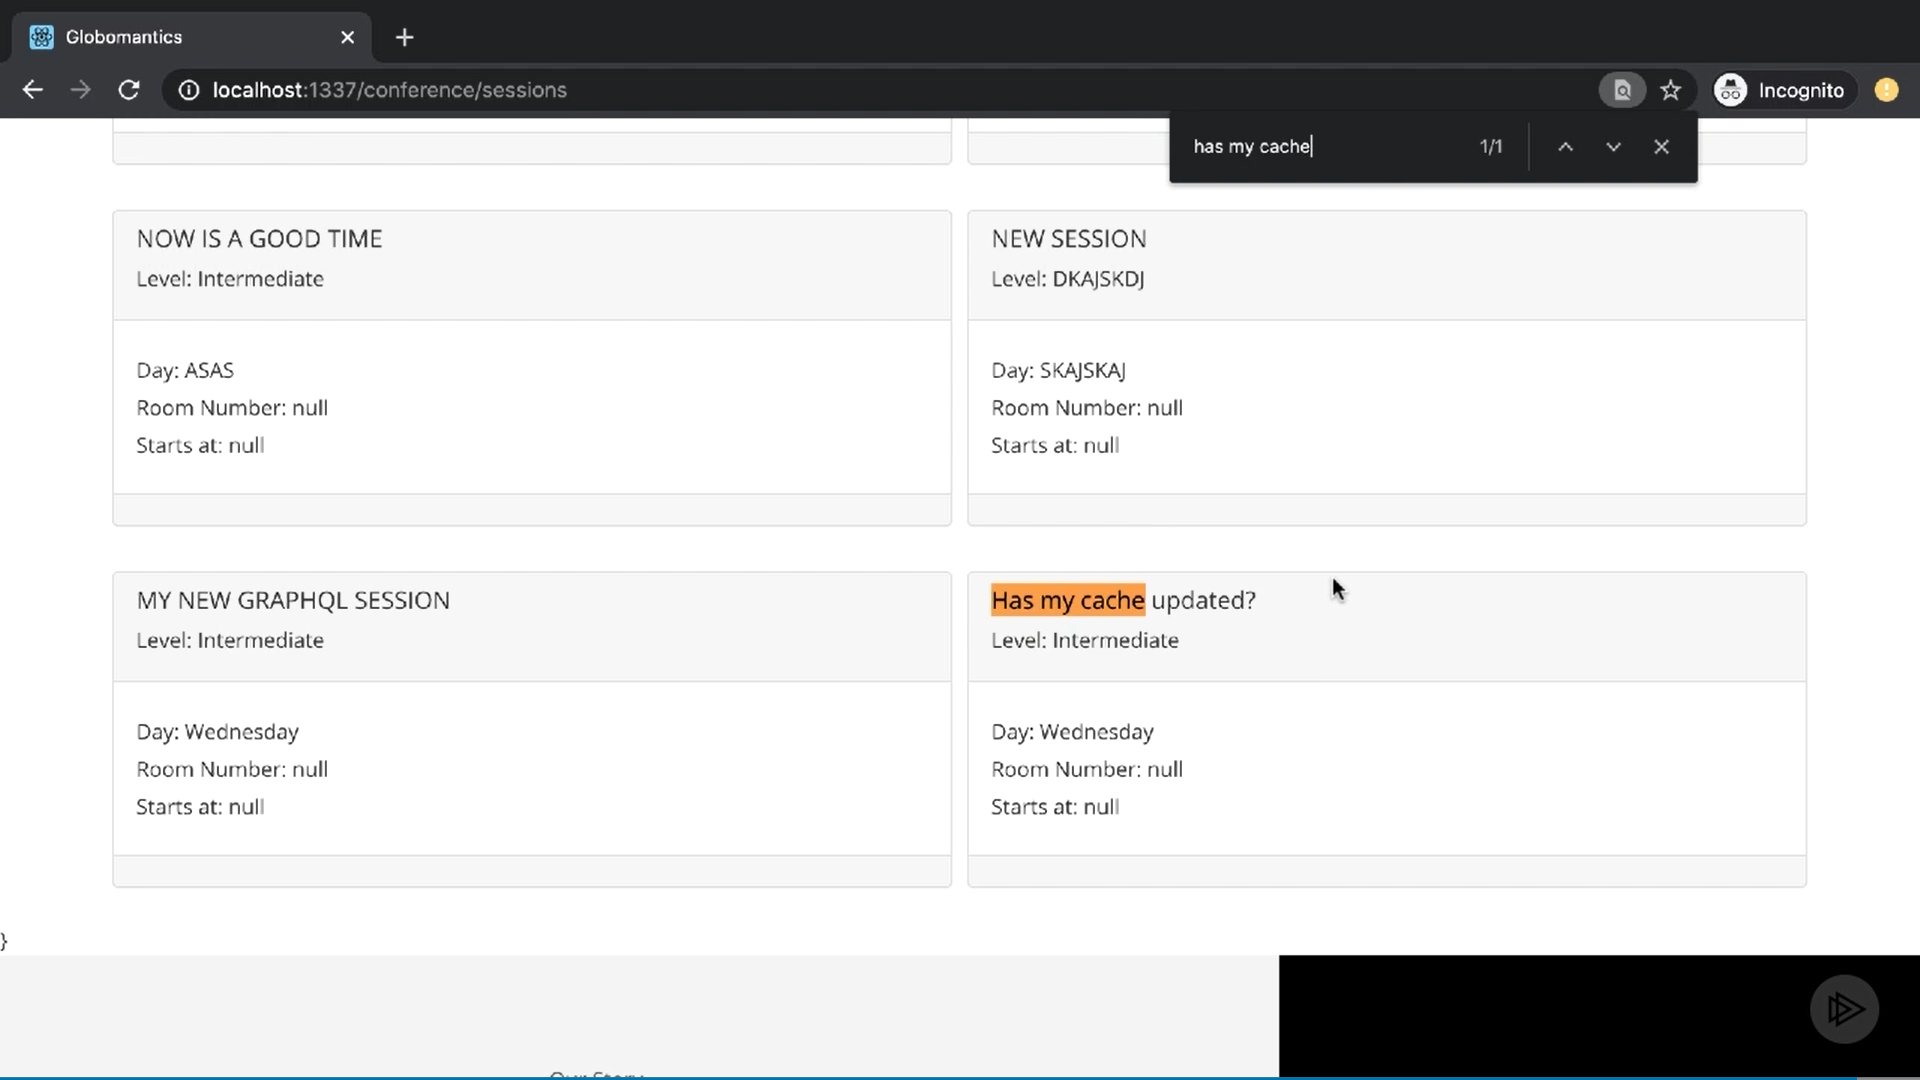 Globomantics
localhost:1337/conference/sessions
Incognito
has my cache
1/1
NOW IS A GOOD TIME
Level: Intermediate
Day: ASAS
Room Number: null
Starts at: null
NEW SESSION
Level: DKAJSKDJ
Day: SKAJSKAJ
Room Number: null
Starts at: null
MY NEW GRAPHQL SESSION
Level: Intermediate
Day: Wednesday
Room Number: null
Starts at: null
Has my cache updated?
Level: Intermediate
Day: Wednesday
Room Number: null
Starts at: null
}
Our Story